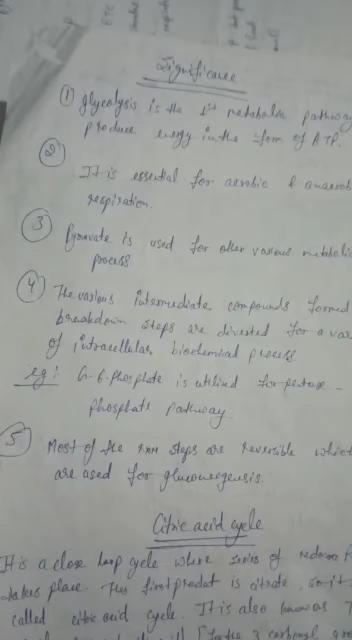 ETC
Significance
① glycolysis is the 1st metabolic pathway
produce energy in the form of ATP.
②
It is essential for aerobic & anaerob
respiration.
③ Pyruvate is used for other various metabolic
process
④ The various intermediate compounds formed
breakdown steps are diverted for a var
of intracellular biochemical process
eg: G-6-Phosphate is utilized for pentose -
phosphate pathway.
5 Most of the rxn steps are reversible which
are used for gluconeogensis.
Citric acid cycle
It is a close loop cycle where series of redoxn
takes place. The first product is citrate, so it
called citric acid cycle. It is also known as T